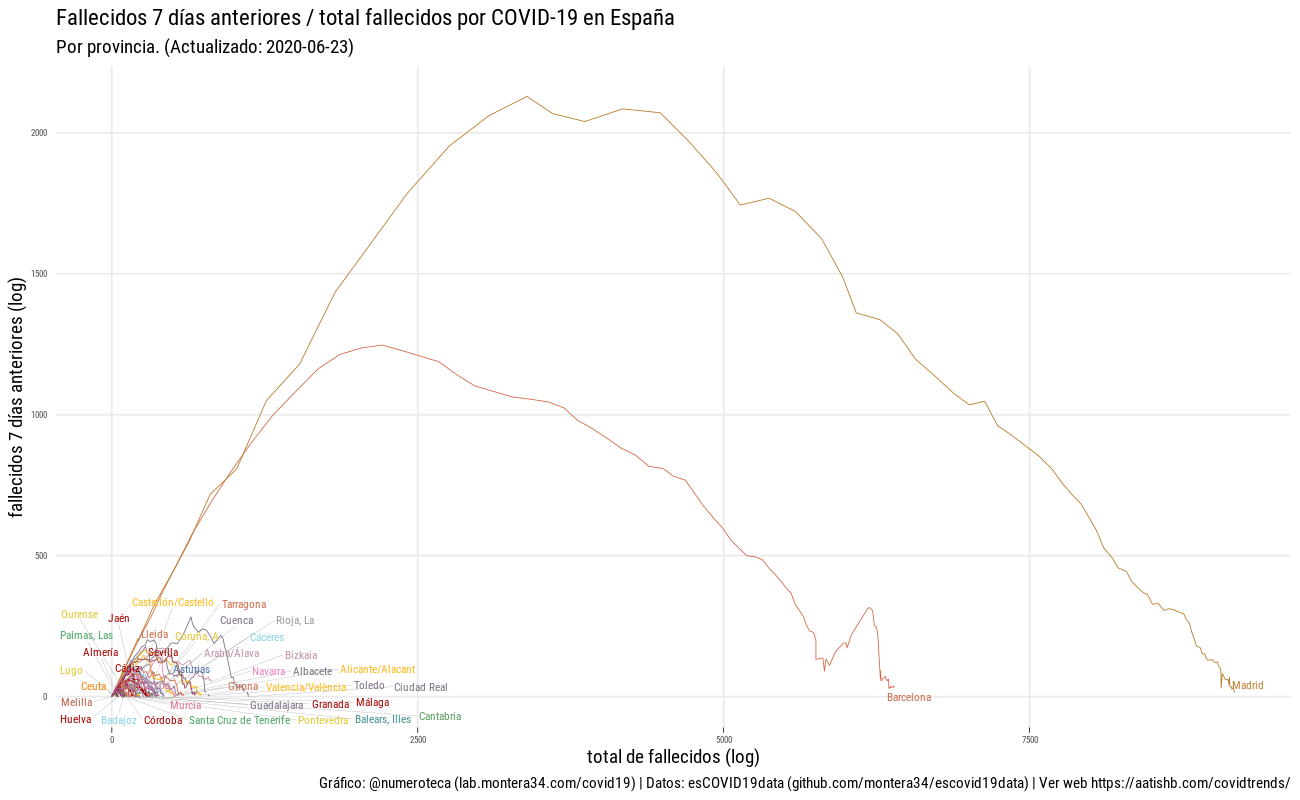 Fallecidos 7 días anteriores / total fallecidos por COVID-19 en España
Por provincia. (Actualizado: 2020-06-23)
fallecidos 7 días anteriores (log)
2000
1500
1000
500
0
Castellón/Castelló
Tarragona
Ourense
Jaén
Cuenca
Rioja, La
Palmas, Las
Lleida
Coruña, A
Cáceres
Almería
Sevilla
Araba/Álava
Bizkaia
Lugo
Cádiz
Asturias
Navarra
Albacete
Alicante/Alacant
Ceuta
Girona
Valencia/València
Toledo
Ciudad Real
Madrid
Barcelona
Melilla
Murcia
Guadalajara
Granada
Málaga
Huelva
Badajoz
Córdoba
Santa Cruz de Tenerife
Pontevedra
Balears, Illes
Cantabria
0
2500
5000
7500
total de fallecidos (log)
Gráfico: @numeroteca (lab.montera34.com/covid19) | Datos: esCOVID19data (github.com/montera34/escovid19data) | Ver web https://aatishb.com/covidtrends/